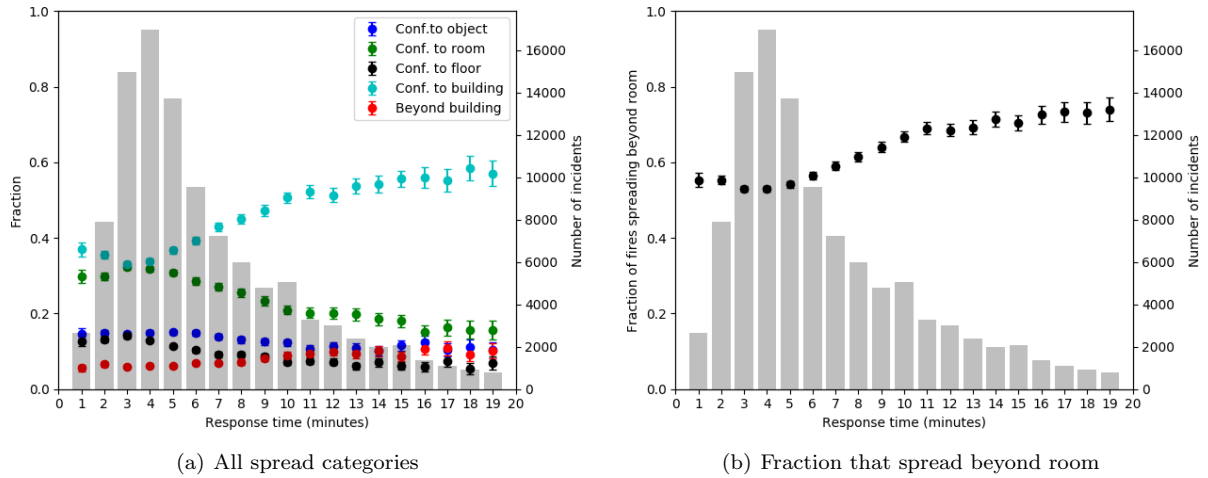 1.0
0.8
0.6
0.4
0.2
0.0
Fraction
0 1 2 3 4 5 6 7 8 9 10 11 12 13 14 15 16 17 18 19 20
Response time (minutes)
16000
14000
12000
10000
8000
6000
4000
2000
0
Number of incidents
Conf.to object
Conf. to room
Conf. to floor
Conf. to building
Beyond building
(a) All spread categories
1.0
0.8
0.6
0.4
0.2
0.0
Fraction of fires spreading beyond room
0 1 2 3 4 5 6 7 8 9 10 11 12 13 14 15 16 17 18 19 20
Response time (minutes)
16000
14000
12000
10000
8000
6000
4000
2000
0
Number of incidents
(b) Fraction that spread beyond room